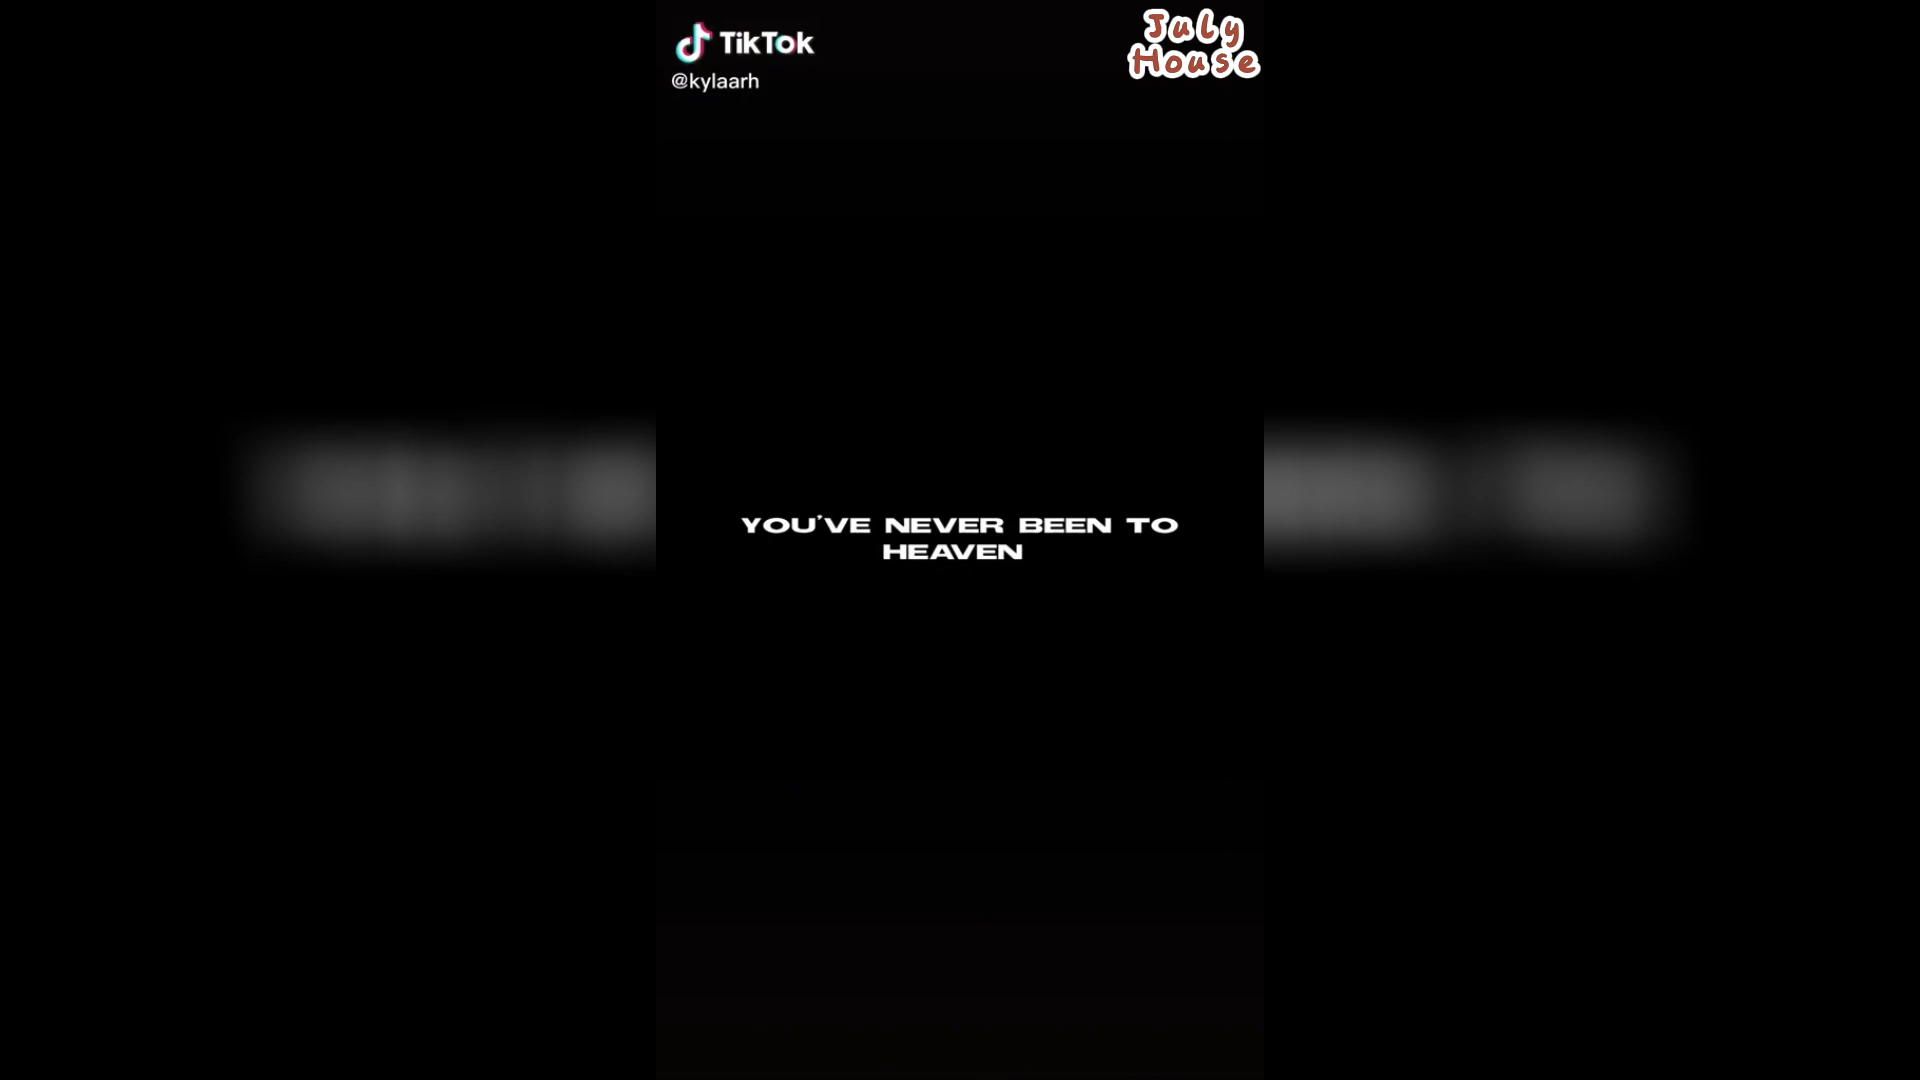 TikTok
@kylaarh
July
House
YOU'VE NEVER BEEN TO
HEAVEN